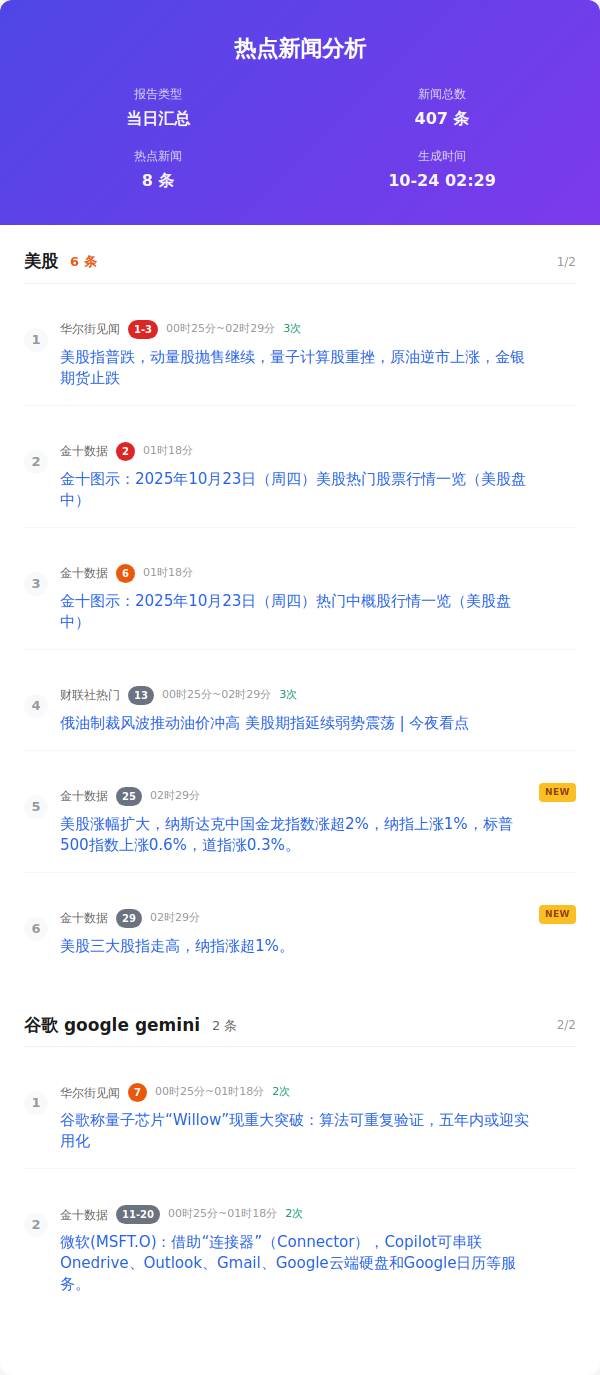 热点新闻分析
报告类型
新闻总数
当日汇总
407 条
热点新闻
生成时间
8 条
10-24 02:29
美股 6 条 1/2
1
华尔街见闻 1-3 00时25分~02时29分 3次
美股指普跌，动量股抛售继续，量子计算股重挫，原油逆市上涨，金银
期货止跌
2
金十数据 2 01时18分
金十图示：2025年10月23日（周四）美股热门股票行情一览（美股盘
中）
3
金十数据 6 01时18分
金十图示：2025年10月23日（周四）热门中概股行情一览（美股盘
中）
4
财联社热门 13 00时25分~02时29分 3次
俄油制裁风波推动油价冲高 美股期指延续弱势震荡 | 今夜看点
5
金十数据 25 02时29分 NEW
美股涨幅扩大，纳斯达克中国金龙指数涨超2%，纳指上涨1%，标普
500指数上涨0.6%，道指涨0.3%。
6
金十数据 29 02时29分 NEW
美股三大股指走高，纳指涨超1%。
谷歌 google gemini 2 条 2/2
1
华尔街见闻 7 00时25分~01时18分 2次
谷歌称量子芯片“Willow”现重大突破：算法可重复验证，五年内或迎实
用化
2
金十数据 11-20 00时25分~01时18分 2次
微软(MSFT.O)：借助“连接器”（Connector），Copilot可串联
Onedrive、Outlook、Gmail、Google云端硬盘和Google日历等服
务。